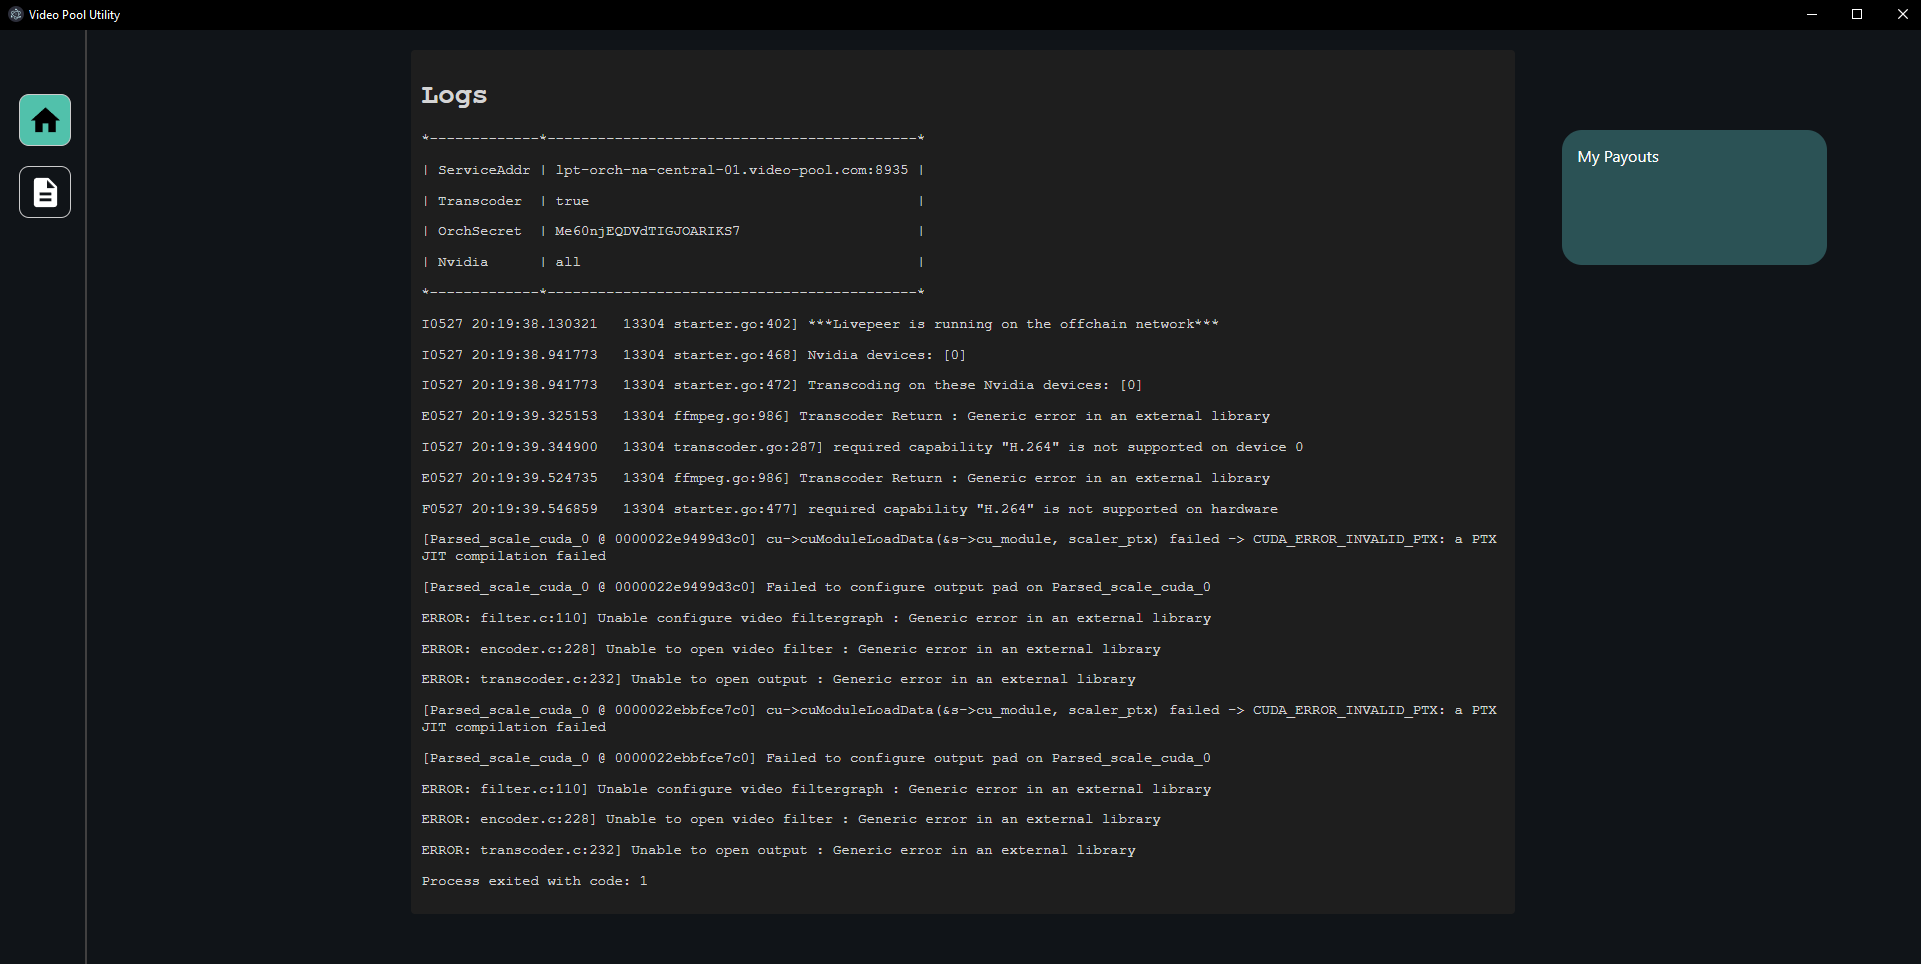 Video Pool Utility
Logs
*-------------*--------------------------------------------*
| ServiceAddr | lpt-orch-na-central-01.video-pool.com:8935 |
| Transcoder | true |
| OrchSecret | Me60njEQDVdTIGJOARIKS7 |
| Nvidia | all |
*-------------*--------------------------------------------*
I0527 20:19:38.130321 13304 starter.go:402] ***Livepeer is running on the offchain network***
I0527 20:19:38.941773 13304 starter.go:468] Nvidia devices: [0]
I0527 20:19:38.941773 13304 starter.go:472] Transcoding on these Nvidia devices: [0]
E0527 20:19:39.325153 13304 ffmpeg.go:986] Transcoder Return : Generic error in an external library
I0527 20:19:39.344900 13304 transcoder.go:287] required capability "H.264" is not supported on device 0
E0527 20:19:39.524735 13304 ffmpeg.go:986] Transcoder Return : Generic error in an external library
F0527 20:19:39.546859 13304 starter.go:477] required capability "H.264" is not supported on hardware
[Parsed_scale_cuda_0 @ 0000022e9499d3c0] cu->cuModuleLoadData(&s->cu_module, scaler_ptx) failed -> CUDA_ERROR_INVALID_PTX: a PTX
JIT compilation failed
[Parsed_scale_cuda_0 @ 0000022e9499d3c0] Failed to configure output pad on Parsed_scale_cuda_0
ERROR: filter.c:110] Unable configure video filtergraph : Generic error in an external library
ERROR: encoder.c:228] Unable to open video filter : Generic error in an external library
ERROR: transcoder.c:232] Unable to open output : Generic error in an external library
[Parsed_scale_cuda_0 @ 0000022ebbfce7c0] cu->cuModuleLoadData(&s->cu_module, scaler_ptx) failed -> CUDA_ERROR_INVALID_PTX: a PTX
JIT compilation failed
[Parsed_scale_cuda_0 @ 0000022ebbfce7c0] Failed to configure output pad on Parsed_scale_cuda_0
ERROR: filter.c:110] Unable configure video filtergraph : Generic error in an external library
ERROR: encoder.c:228] Unable to open video filter : Generic error in an external library
ERROR: transcoder.c:232] Unable to open output : Generic error in an external library
Process exited with code: 1
My Payouts